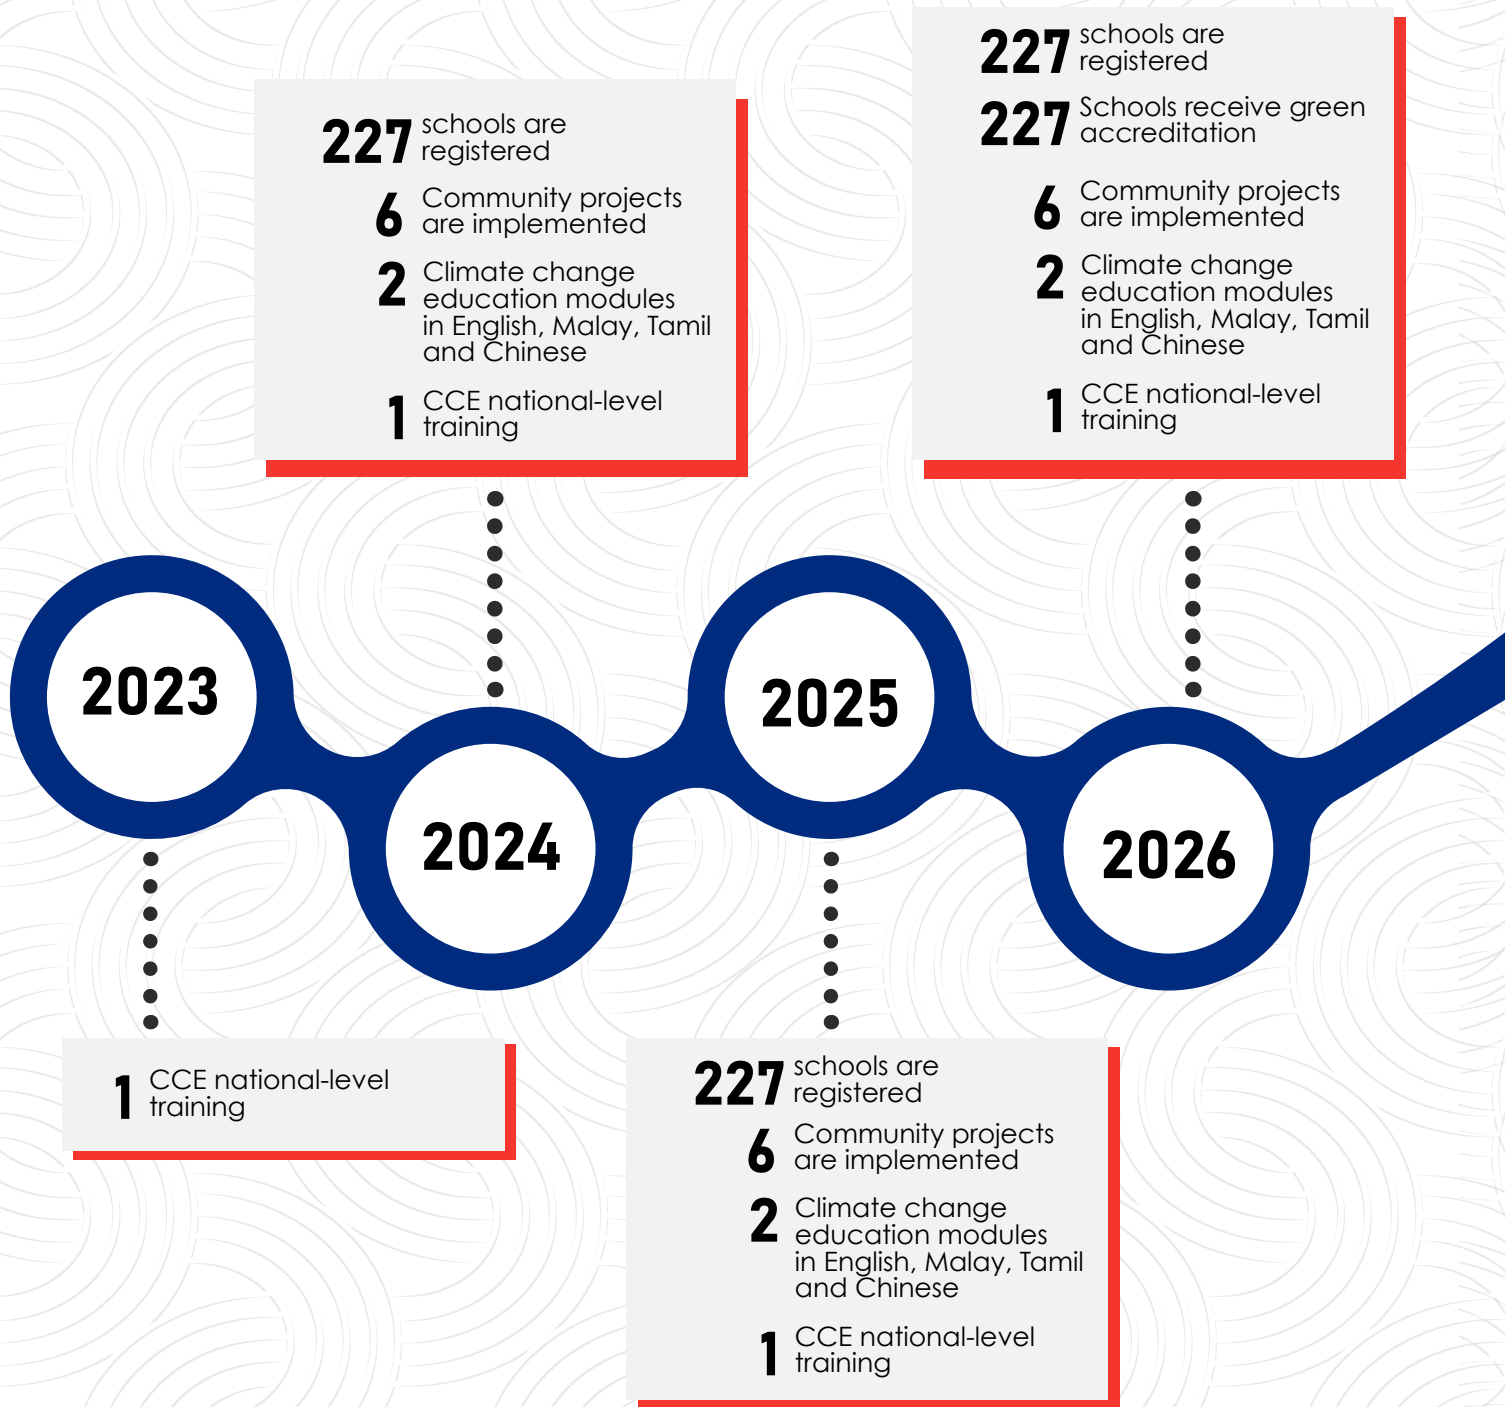 227 schools are
registered
6 Community projects
are implemented
2 Climate change
education modules
in English, Malay, Tamil
and Chinese
1 CCE national-level
training
227 schools are
registered
227 Schools receive green
accreditation
6 Community projects
are implemented
2 Climate change
education modules
in English, Malay, Tamil
and Chinese
1 CCE national-level
training
2023
2024
2025
2026
1 CCE national-level
training
227 schools are
registered
6 Community projects
are implemented
2 Climate change
education modules
in English, Malay, Tamil
and Chinese
1 CCE national-level
training